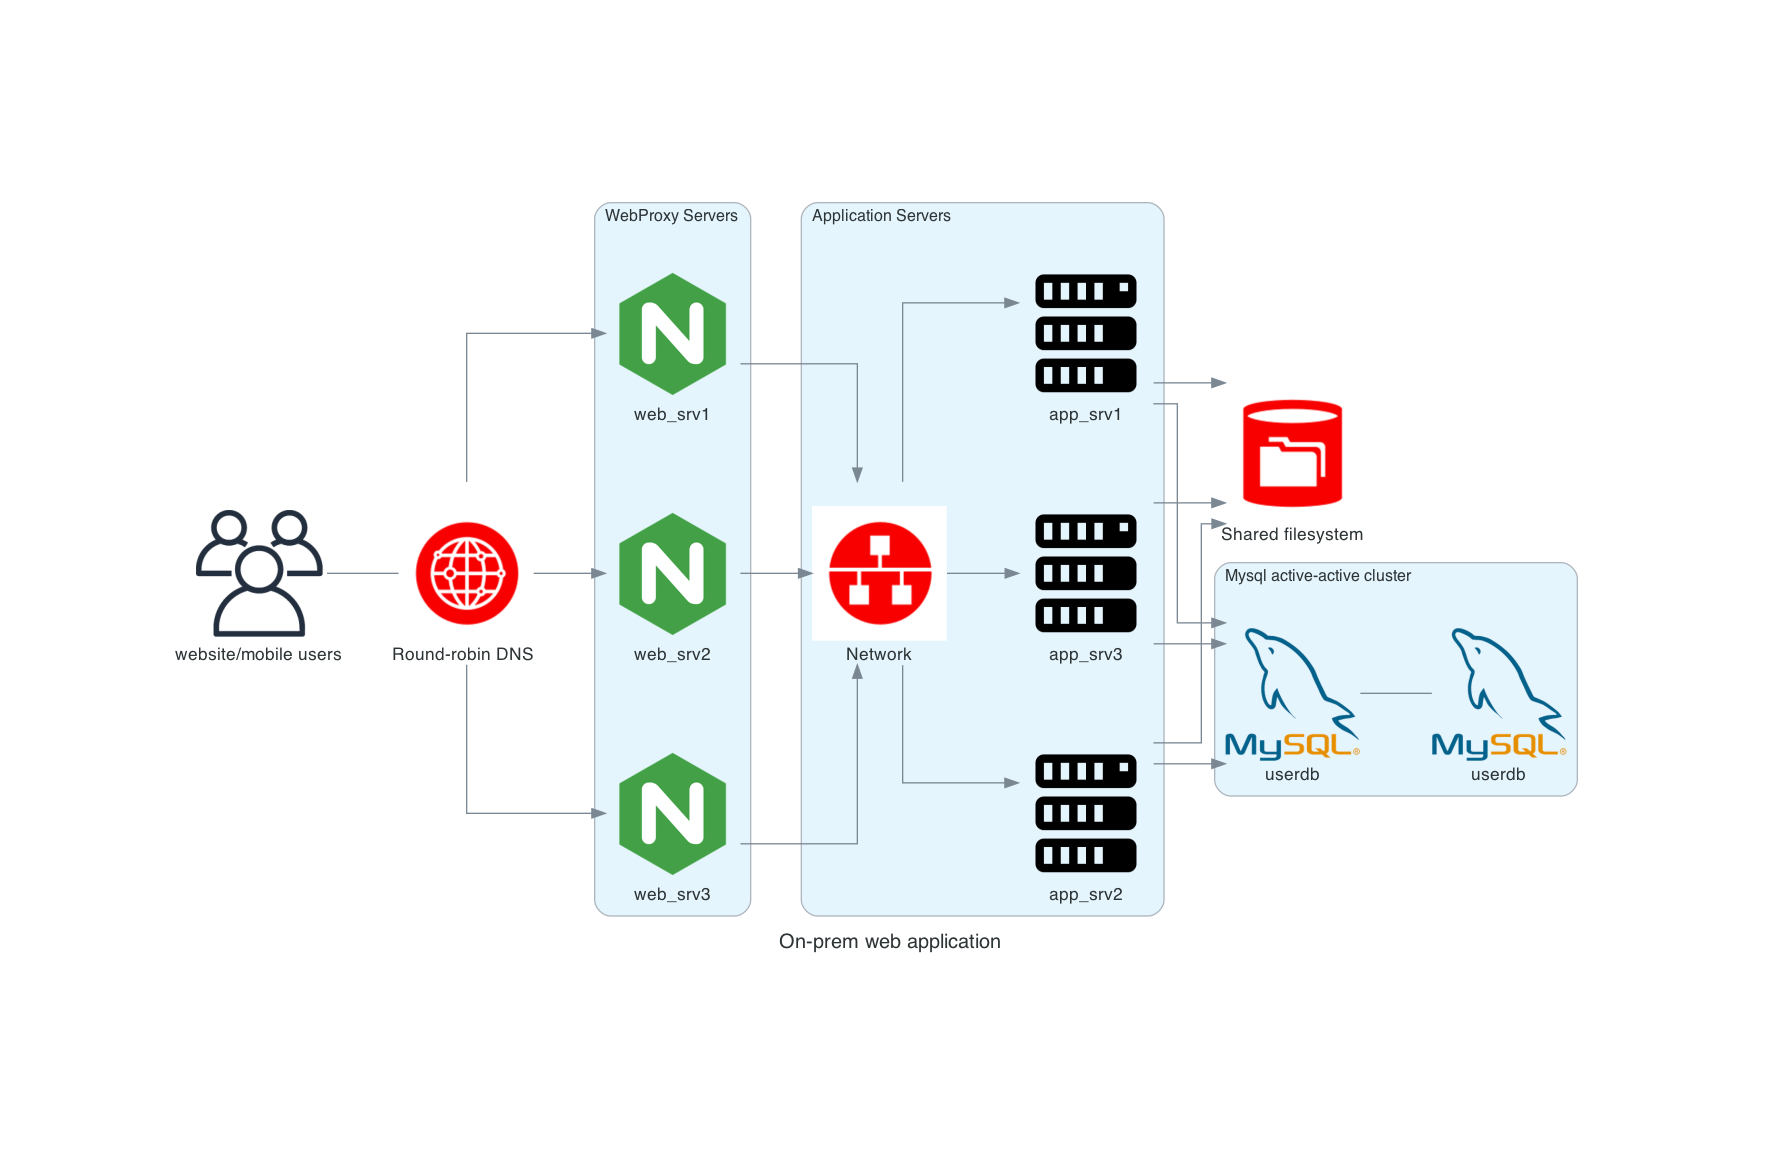 WebProxy Servers
Application Servers
web_srv1
app_srv1
Shared filesystem
Mysql active-active cluster
website/mobile users
Round-robin DNS
web_srv2
Network
app_srv3
MySQL®
MySQL®
userdb
userdb
web_srv3
app_srv2
On-prem web application